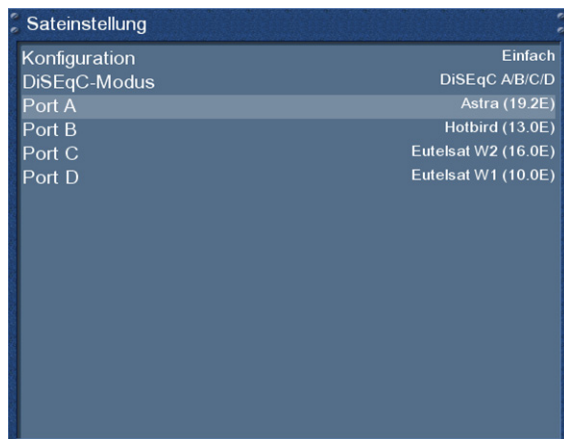 Sateinstellung
Konfiguration Einfach
DiSEqC-Modus DiSEqC A/B/C/D
Port A Astra (19.2E)
Port B Hotbird (13.0E)
Port C Eutelsat W2 (16.0E)
Port D Eutelsat W1 (10.0E)